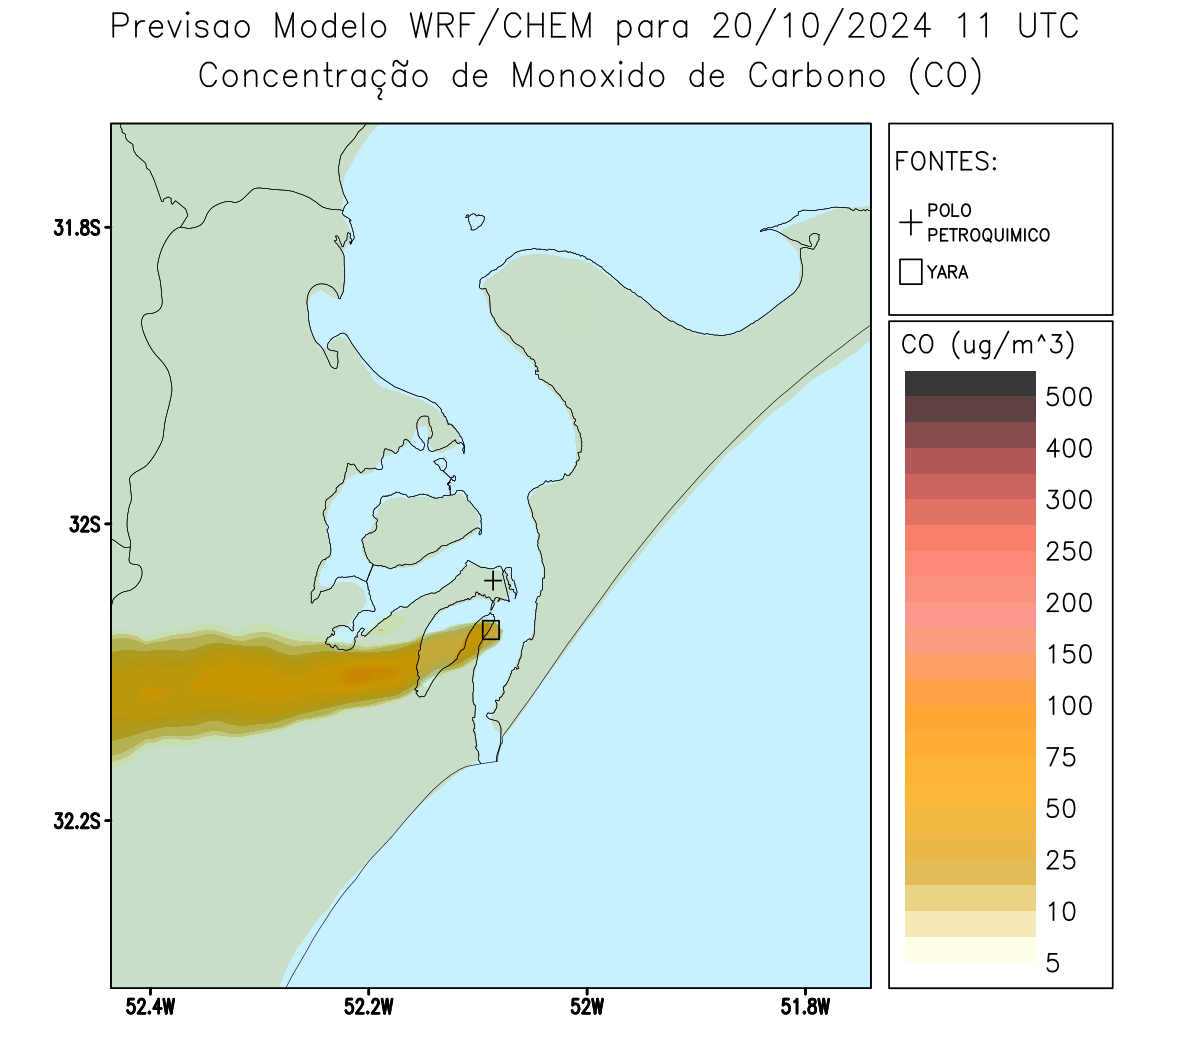 Previsao Modelo WRF/CHEM para 20/10/2024 11 UTC
Concentração de Monoxido de Carbono (CO)
FONTES:
POLO
PETROQUIMICO
YARA
CO (ug/m^3)
500
400
300
250
200
150
100
75
50
25
10
5
31.8S
32S
32.2S
52.4W
52.2W
52W
51.8W